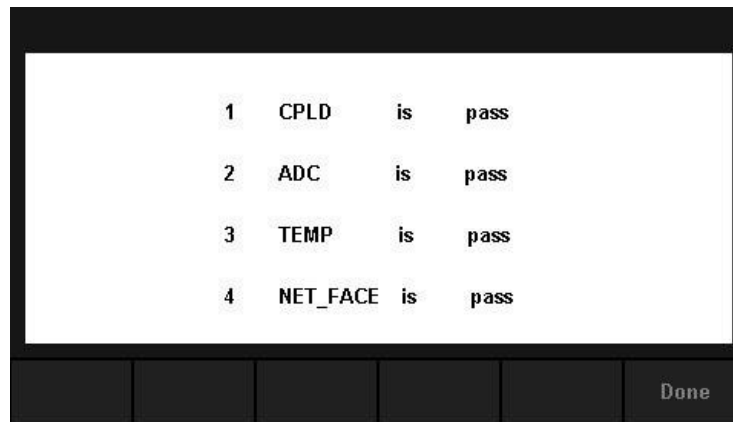 1 CPLD is pass
2 ADC is pass
3 TEMP is pass
4 NET_FACE is pass
Done